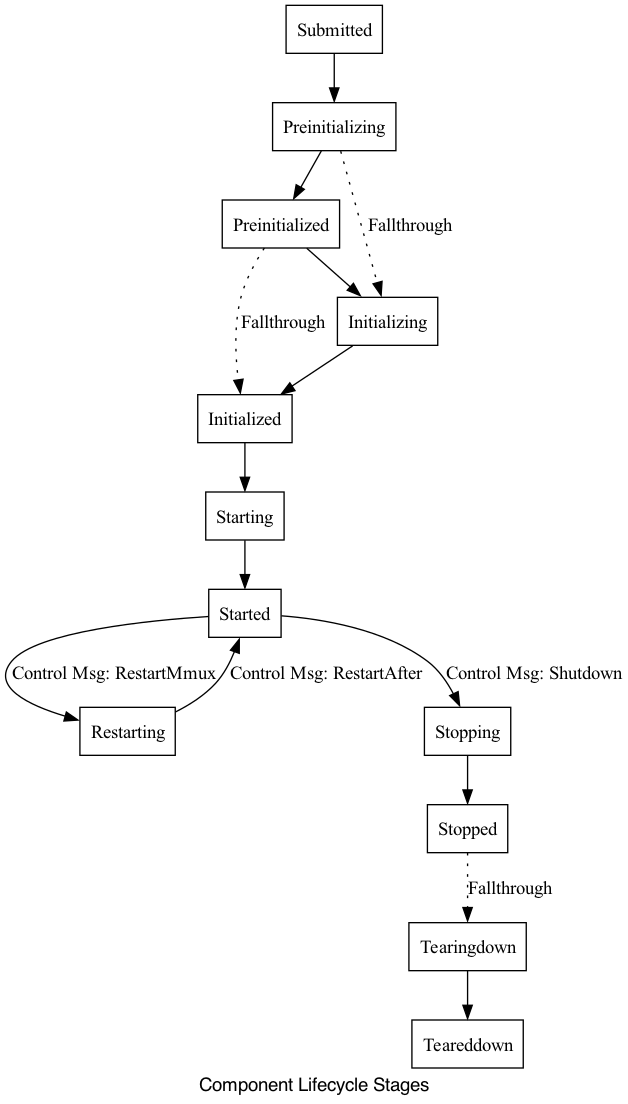 Submitted
Preinitializing
Preinitialized
Fallthrough
Fallthrough
Initializing
Initialized
Starting
Started
Control Msg: RestartMmux
Control Msg: RestartAfter
Control Msg: Shutdown
Restarting
Stopping
Stopped
Fallthrough
Tearingdown
Teareddown
Component Lifecycle Stages